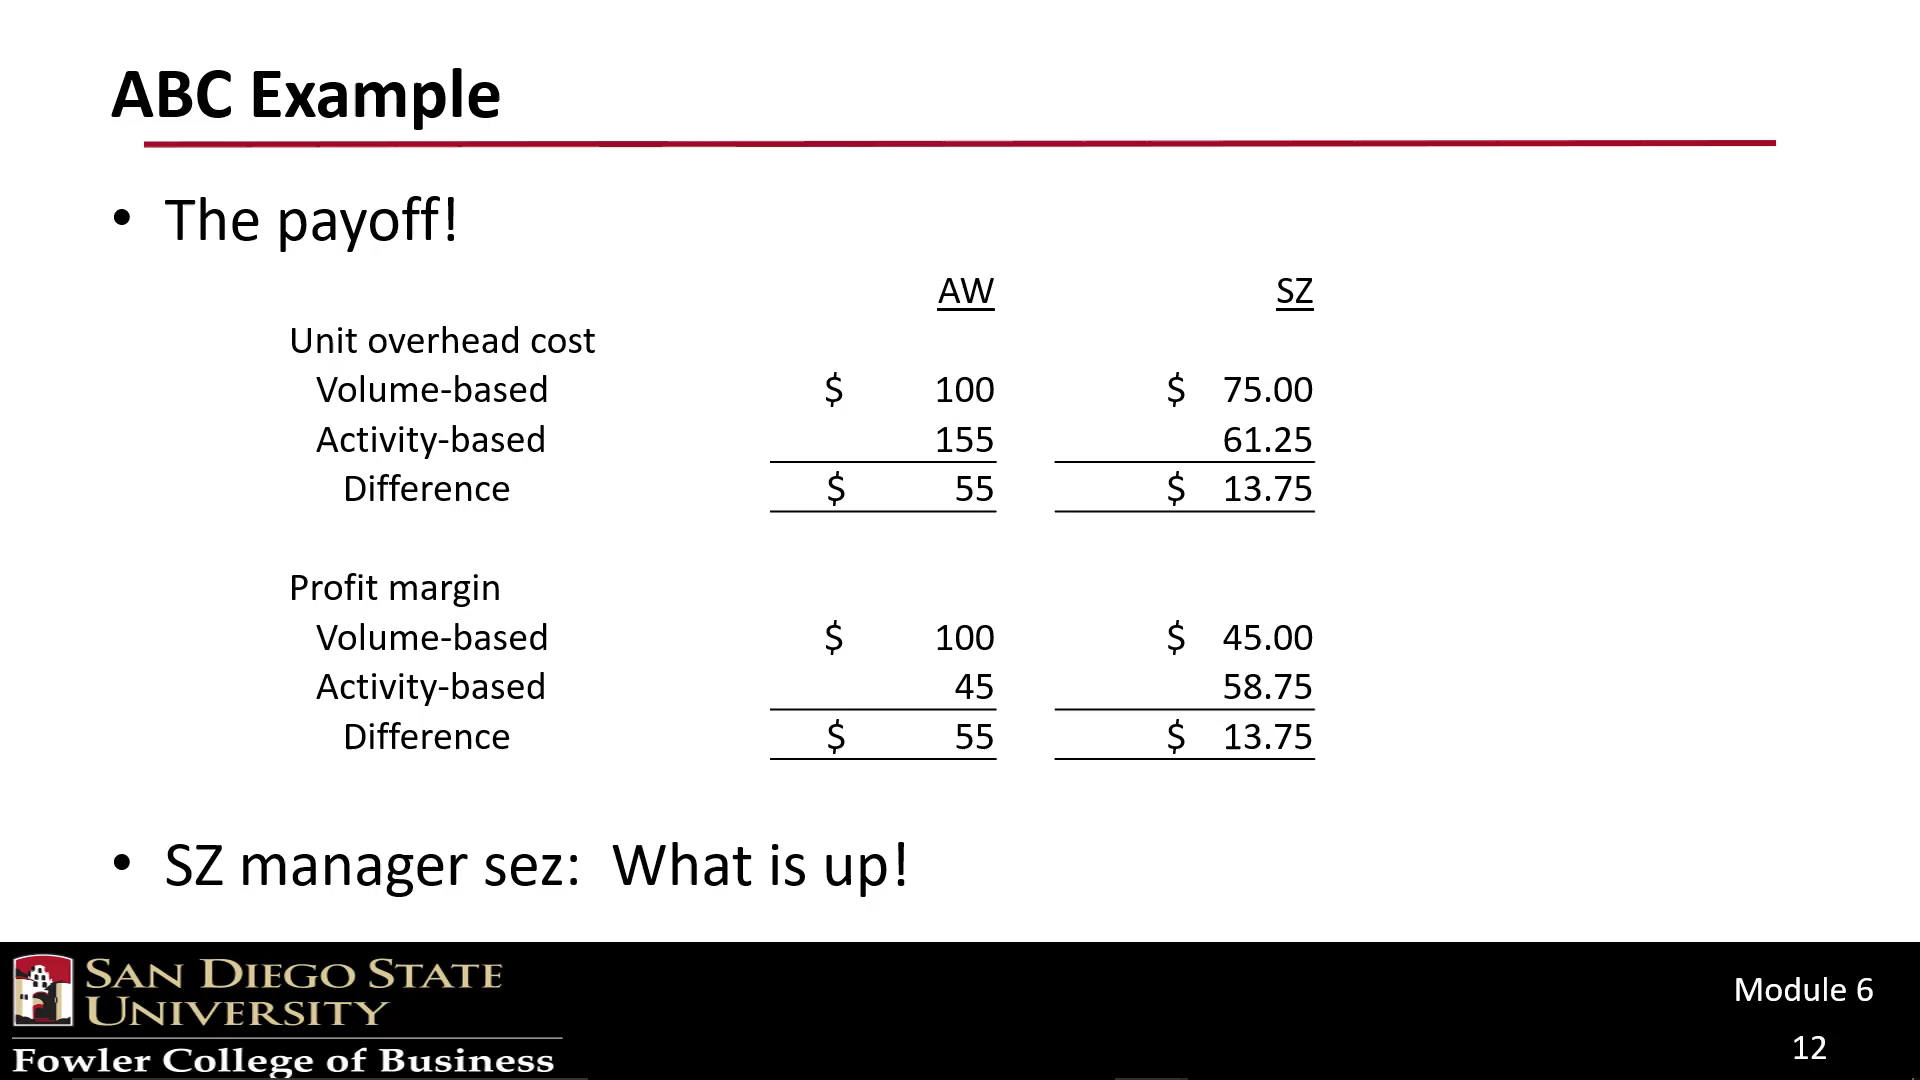 ABC Example
• The payoff!
AW SZ
Unit overhead cost
Volume-based $ 100 $ 75.00
Activity-based 155 61.25
Difference $ 55 $ 13.75
Profit margin
Volume-based $ 100 $ 45.00
Activity-based 45 58.75
Difference $ 55 $ 13.75
• SZ manager sez: What is up!
SAN DIEGO STATE
UNIVERSITY
Fowler College of Business
Module 6
12